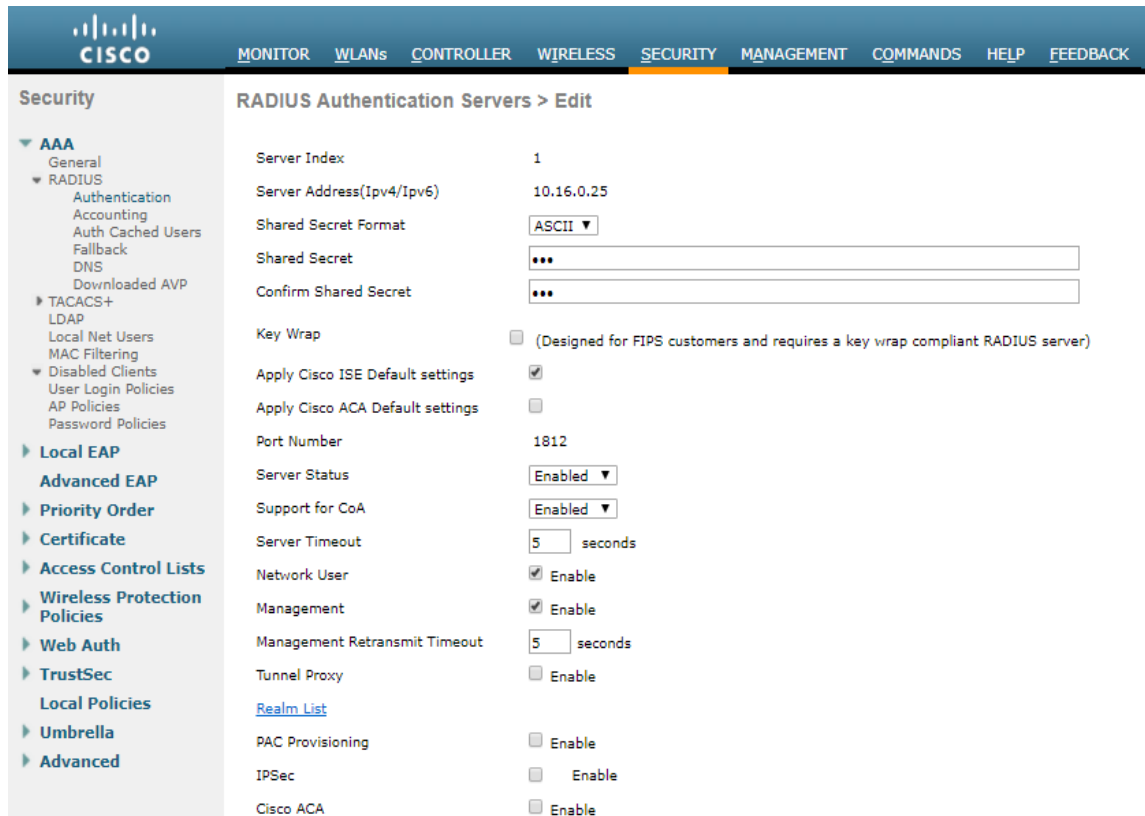 CISCO
MONITOR WLANs CONTROLLER WIRELESS SECURITY MANAGEMENT COMMANDS HELP FEEDBACK
Security
AAA
General
RADIUS
Authentication
Accounting
Auth Cached Users
Fallback
DNS
Downloaded AVP
TACACS+
LDAP
Local Net Users
MAC Filtering
Disabled Clients
User Login Policies
AP Policies
Password Policies
Local EAP
Advanced EAP
Priority Order
Certificate
Access Control Lists
Wireless Protection
Policies
Web Auth
TrustSec
Local Policies
Umbrella
Advanced
RADIUS Authentication Servers > Edit
Server Index 1
Server Address(Ipv4/Ipv6) 10.16.0.25
Shared Secret Format ASCII
Shared Secret •••
Confirm Shared Secret •••
Key Wrap (Designed for FIPS customers and requires a key wrap compliant RADIUS server)
Apply Cisco ISE Default settings
Apply Cisco ACA Default settings
Port Number 1812
Server Status Enabled
Support for CoA Enabled
Server Timeout 5 seconds
Network User Enable
Management Enable
Management Retransmit Timeout 5 seconds
Tunnel Proxy Enable
Realm List
PAC Provisioning Enable
IPSec Enable
Cisco ACA Enable